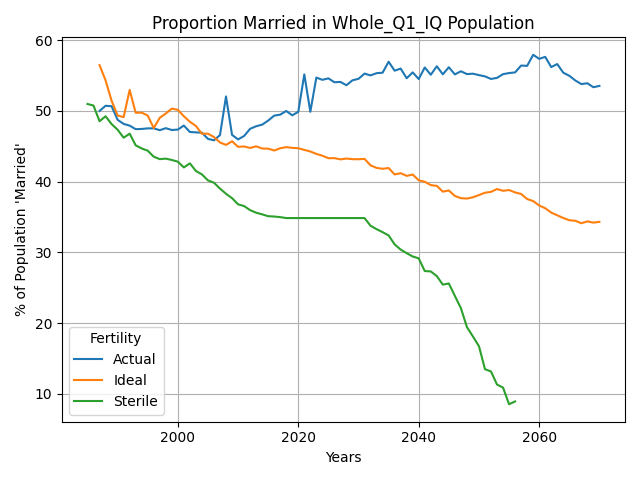 Proportion Married in Whole_Q1_IQ Population
% of Population 'Married'
60
50
40
30
20
10
Fertility
Actual
Ideal
Sterile
2000
2020
2040
2060
Years